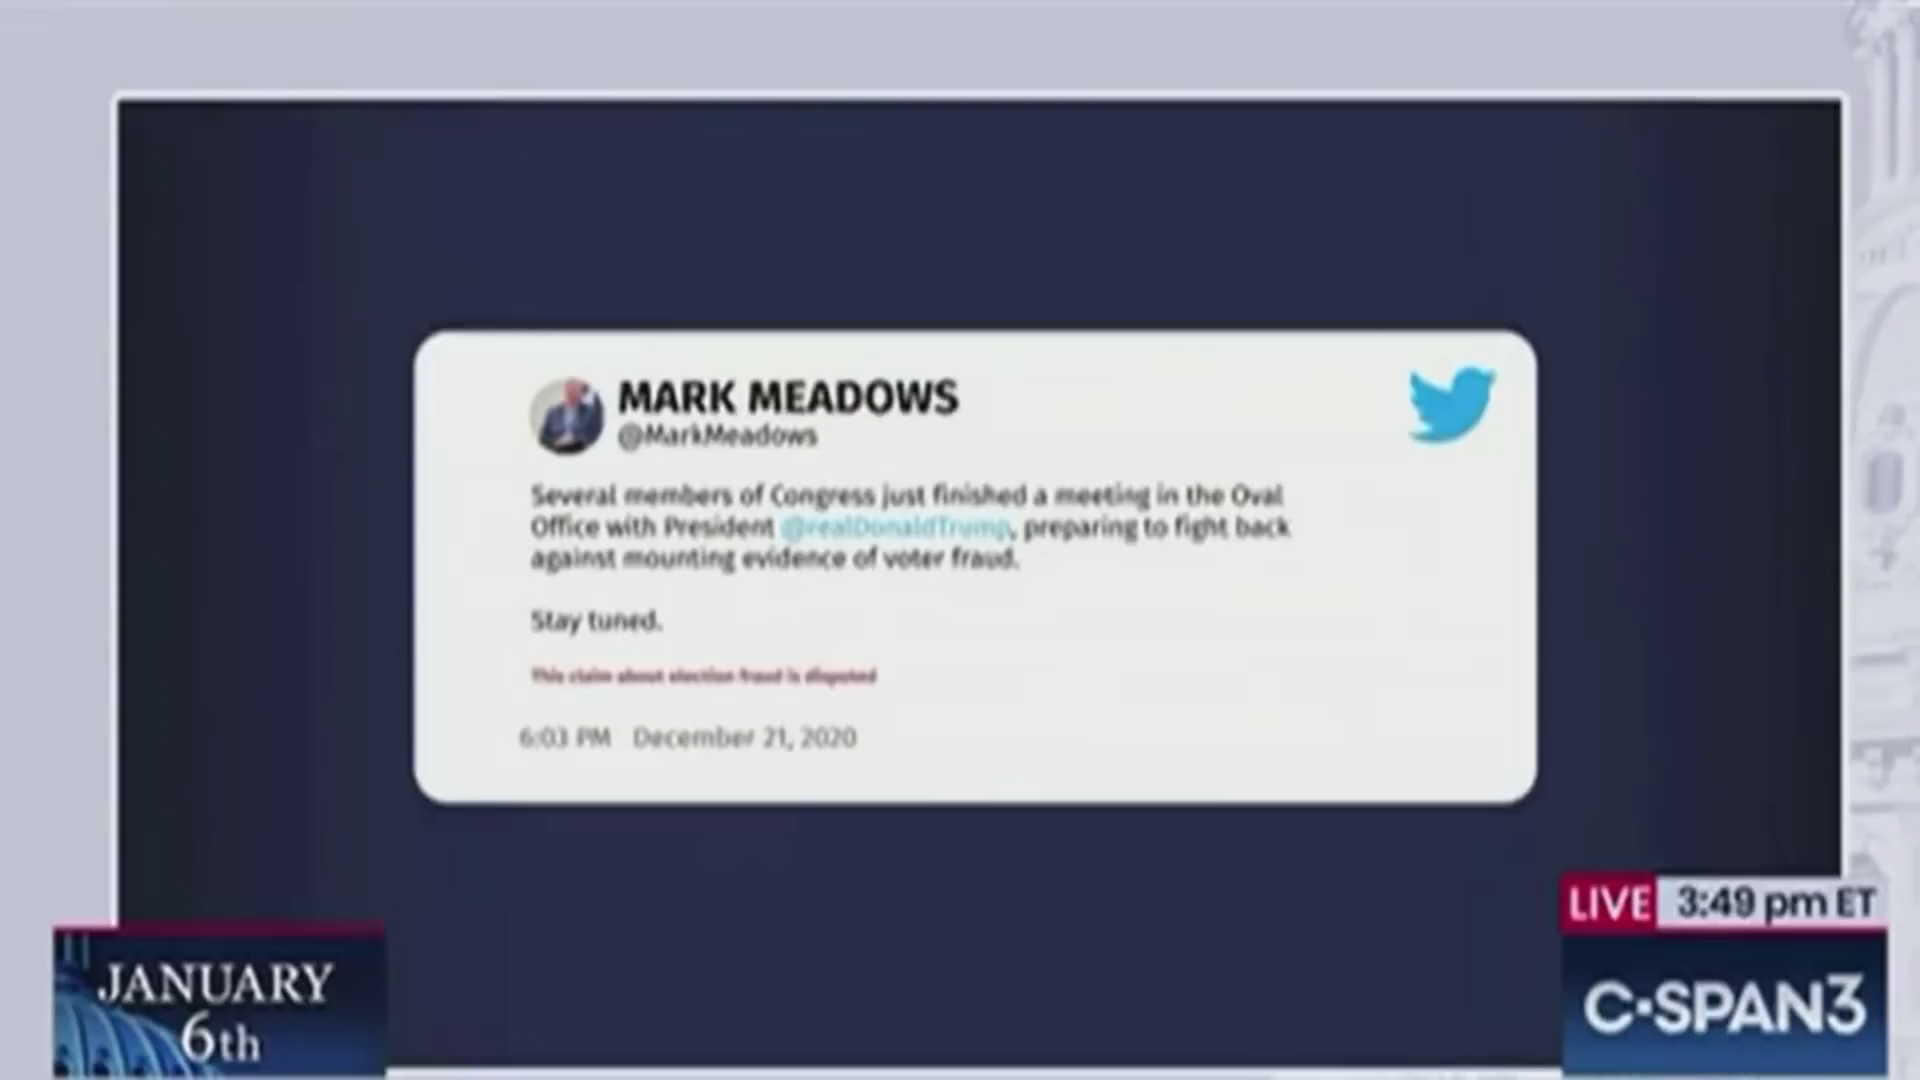 MARK MEADOWS
@MarkMeadows
Several members of Congress just finished a meeting in the Oval
Office with President @realDonaldTrump, preparing to fight back
against mounting evidence of voter fraud.
Stay tuned.
This claim about election fraud is disputed
6:03 PM December 21, 2020
LIVE 3:49 pm ET
JANUARY
6th
C·SPAN3